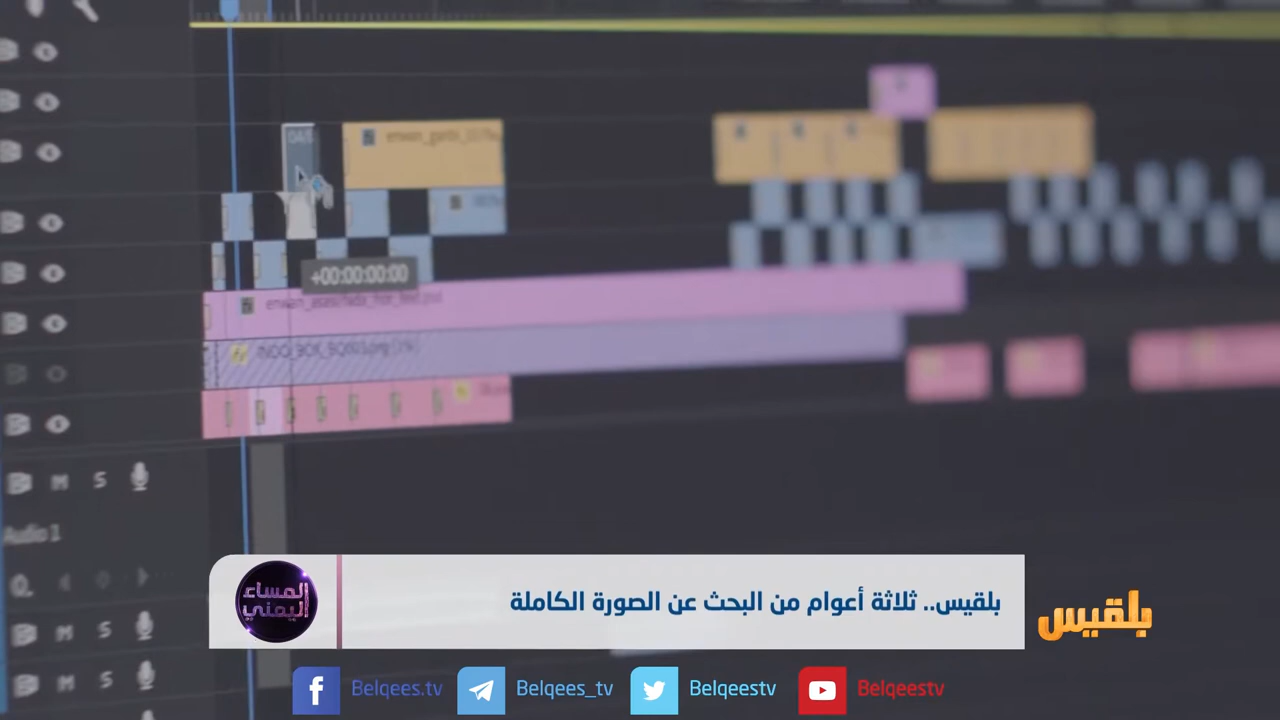 +00:00:00:00
M S
Audio 1
M S
M S
المساء
اليمني
بلقيس.. ثلاثة أعوام من البحث عن الصورة الكاملة
بلقيس
Belqees.tv
Belqees_tv
Belqeestv
Belqeestv